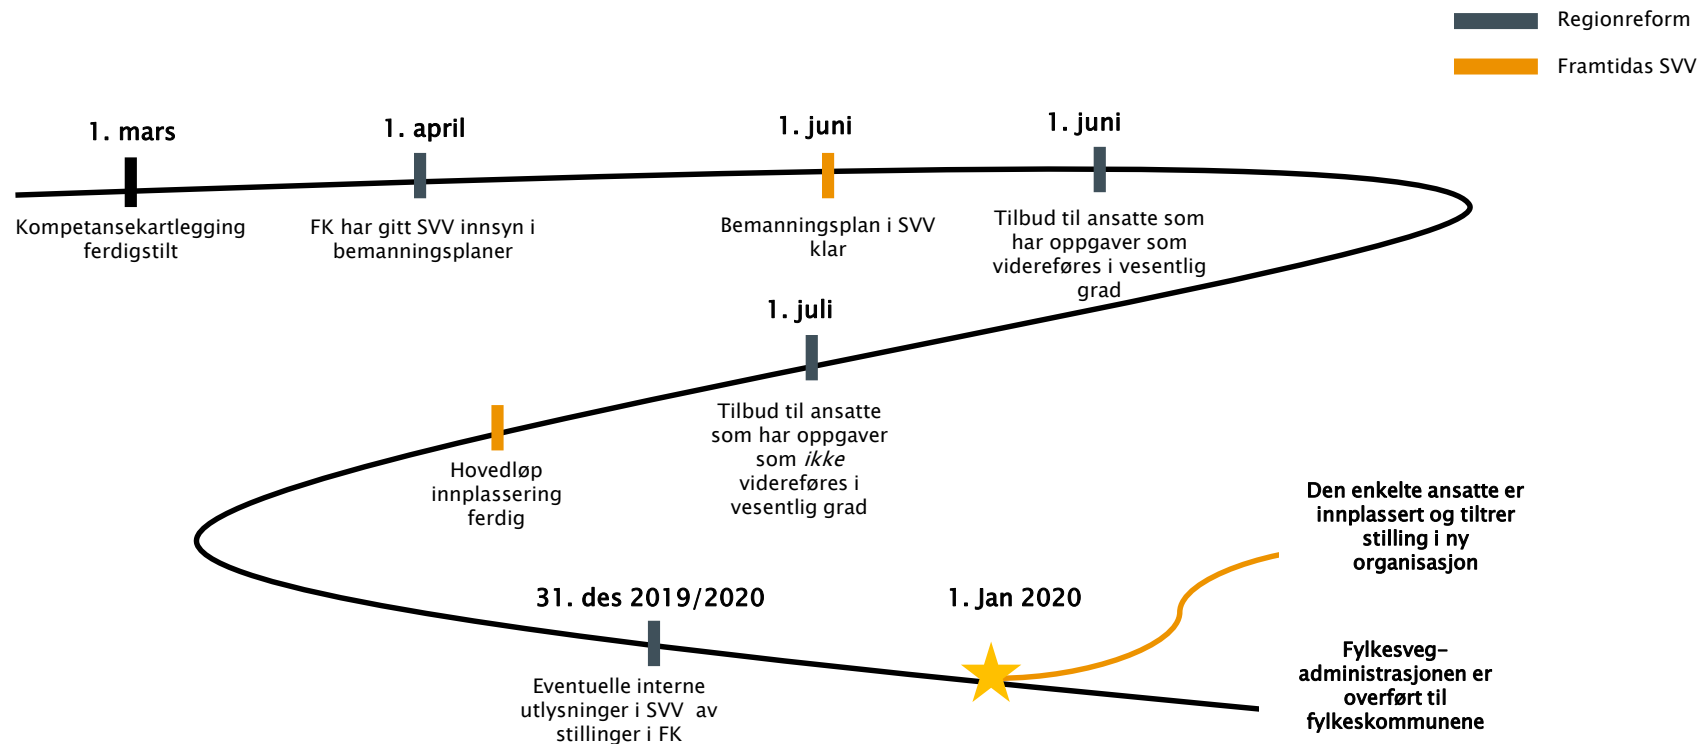 Regionreform
Framtidas SVV
1. mars
Kompetansekartlegging
ferdigstilt
1. april
FK har gitt SVV innsyn i
bemanningsplaner
1. juni
Bemanningsplan i SVV
klar
1. juni
Tilbud til ansatte som
har oppgaver som
videreføres i vesentlig
grad
1. juli
Tilbud til ansatte
som har oppgaver
som ikke
videreføres i
vesentlig grad
Hovedløp
innplassering
ferdig
31. des 2019/2020
Eventuelle interne
utlysninger i SVV av
stillinger i FK
1. Jan 2020
Den enkelte ansatte er
innplassert og tiltrer
stilling i ny
organisasjon
Fylkesveg-
administrasjonen er
overført til
fylkeskommunene